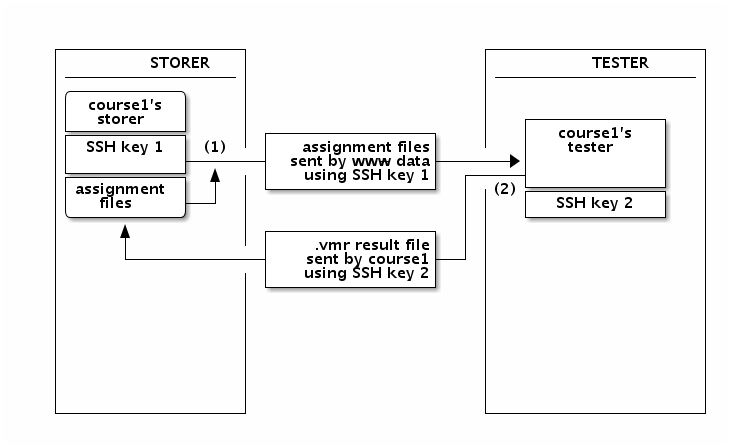 STORER
TESTER
course1's
storer
SSH key 1
assignment
files
(1)
assignment files
sent by www data
using SSH key 1
(2)
.vmr result file
sent by course1
using SSH key 2
course1's
tester
SSH key 2